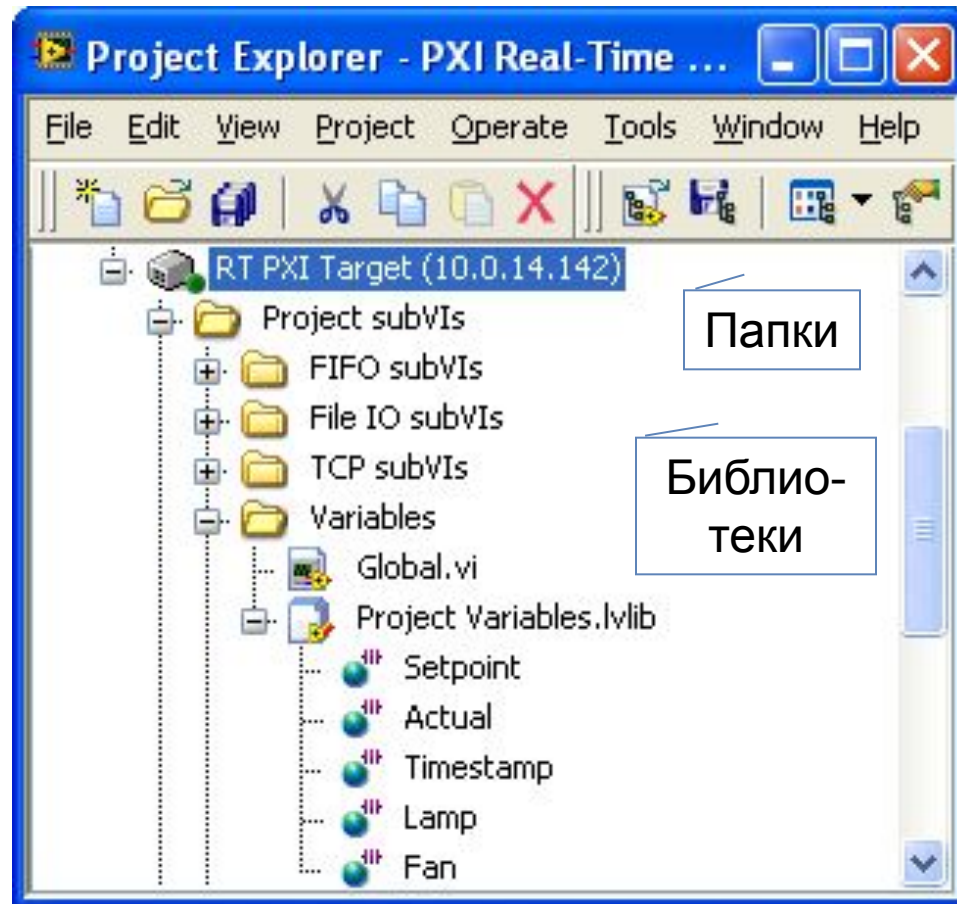 Project Explorer - PXI Real-Time ...
File Edit View Project Operate Tools Window Help
RT PXI Target (10.0.14.142)
Project subVIs
Папки
FIFO subVIs
File IO subVIs
TCP subVIs
Библио-
теки
Variables
Global.vi
Project Variables.lvlib
Setpoint
Actual
Timestamp
Lamp
Fan